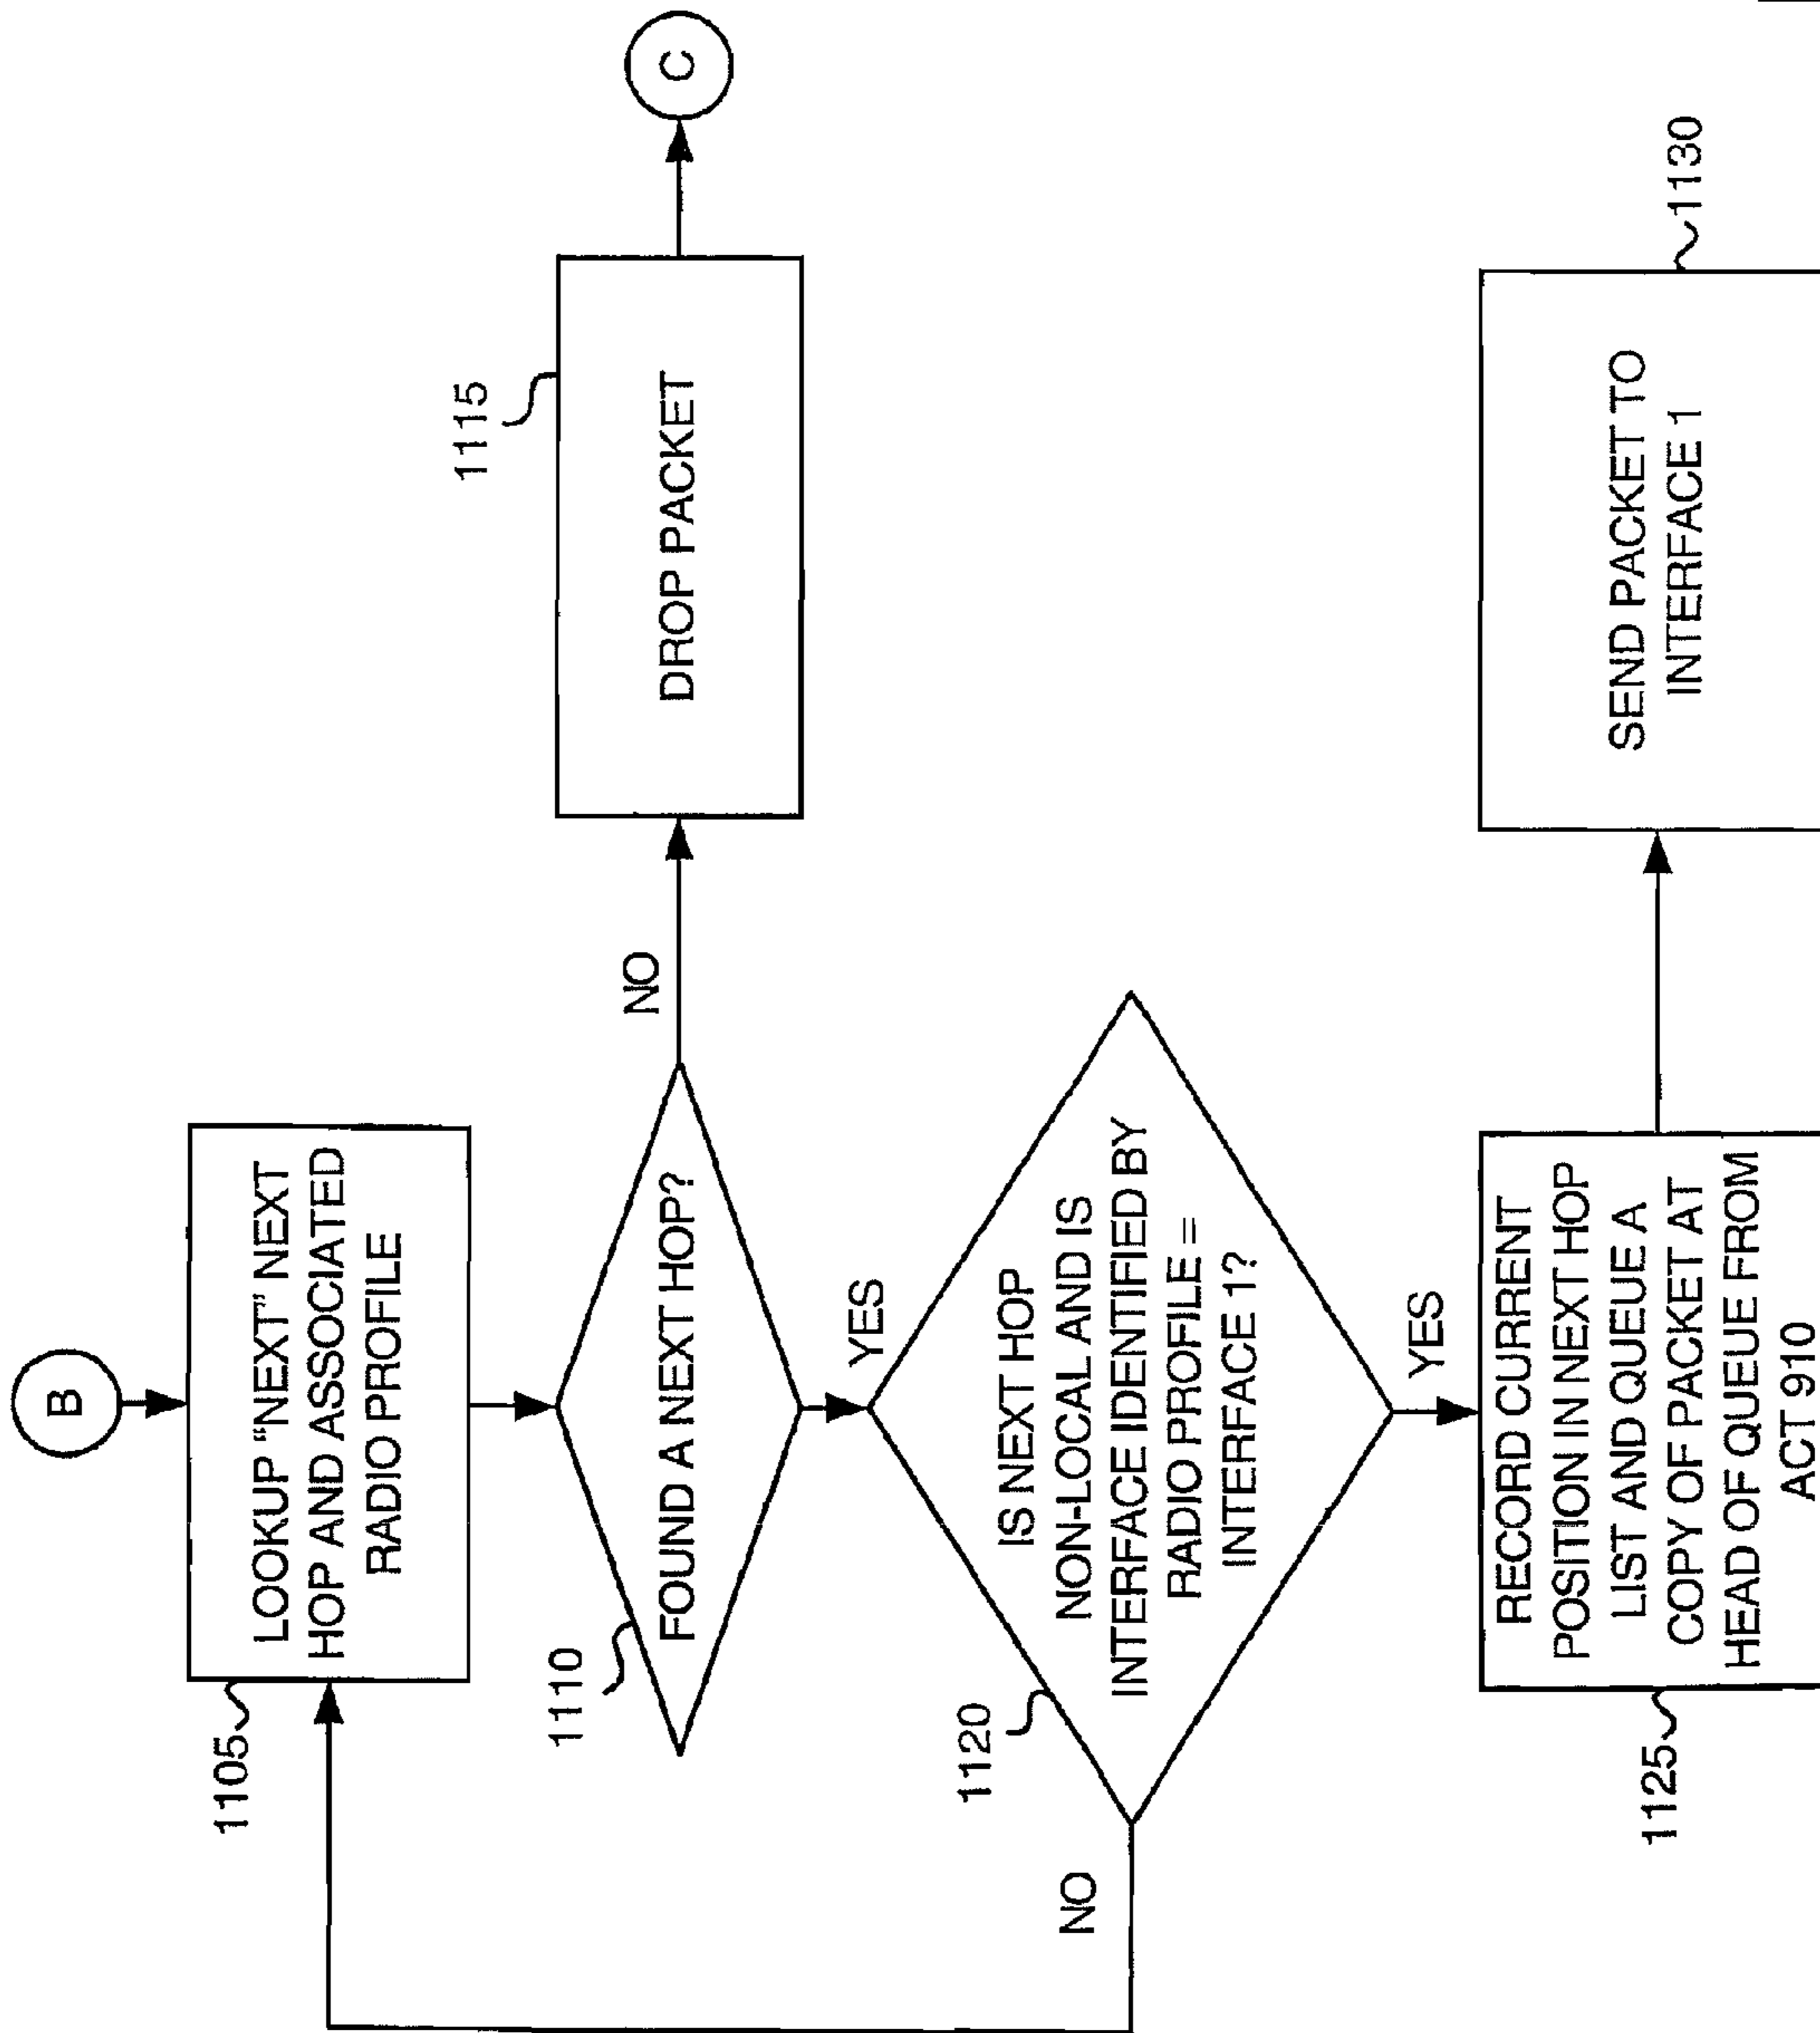 B
1105
LOOKUP “NEXT” NEXT
HOP AND ASSOCIATED
RADIO PROFILE
1110
FOUND A NEXT HOP?
NO
1115
DROP PACKET
C
YES
1120
IS NEXT HOP
NON-LOCAL AND IS
INTERFACE IDENTIFIED BY
RADIO PROFILE =
INTERFACE 1?
NO
YES
1125
RECORD CURRENT
POSITION IN NEXT HOP
LIST AND QUEUE A
COPY OF PACKET AT
HEAD OF QUEUE FROM
ACT 910
SEND PACKET TO
INTERFACE 1
1130